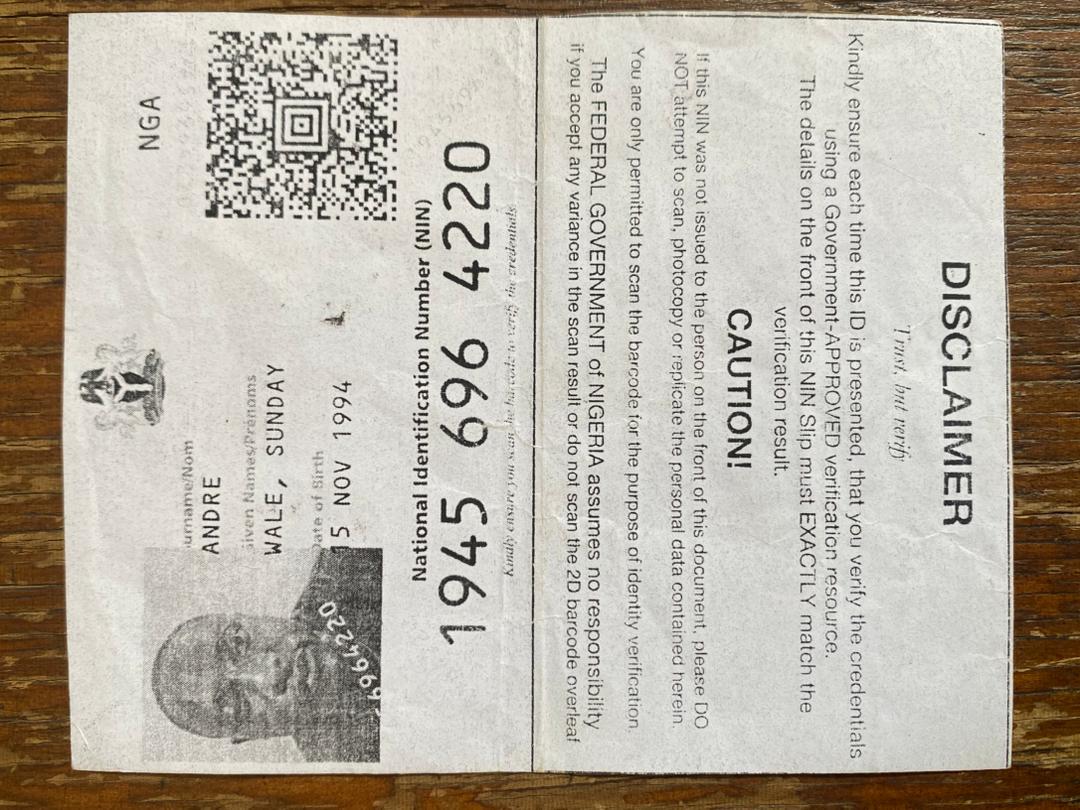 NGA
urname/Nom
ANDRE
iven Names/Prénoms
WALE, SUNDAY
ate of Birth
15 NOV 1994
6964220
National Identification Number (NIN)
1945 696 4220
Kindly ensure you scan the barcode to verify the credentials
DISCLAIMER
Trust, but verify
Kindly ensure each time this ID is presented, that you verify the credentials
using a Government-APPROVED verification resource.
The details on the front of this NIN Slip must EXACTLY match the
verification result.
CAUTION!
If this NIN was not issued to the person on the front of this document, please DO
NOT attempt to scan, photocopy or replicate the personal data contained herein.
You are only permitted to scan the barcode for the purpose of identity verification.
The FEDERAL GOVERNMENT of NIGERIA assumes no responsibility
if you accept any variance in the scan result or do not scan the 2D barcode overleaf